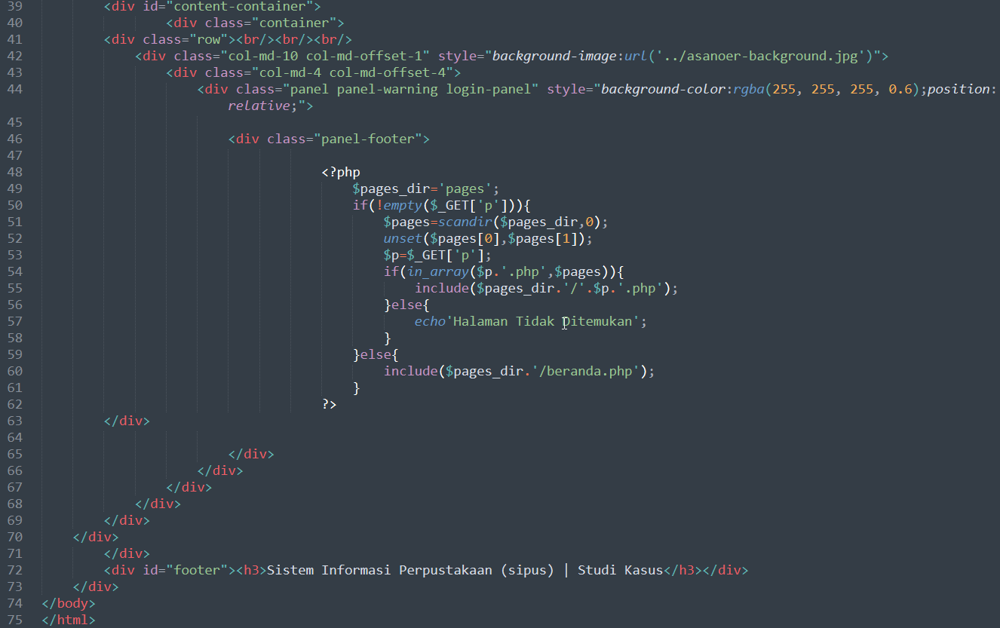 39 <div id="content-container">
40 <div class="container">
41 <div class="row"><br/><br/><br/>
42 <div class="col-md-10 col-md-offset-1" style="background-image:url('../asanoer-background.jpg')">
43 <div class="col-md-4 col-md-offset-4">
44 <div class="panel panel-warning login-panel" style="background-color:rgba(255, 255, 255, 0.6);position:
relative;">
45
46 <div class="panel-footer">
47
48 <?php
49 $pages_dir='pages';
50 if(!empty($_GET['p'])){
51 $pages=scandir($pages_dir,0);
52 unset($pages[0],$pages[1]);
53 $p=$_GET['p'];
54 if(in_array($p.'.php',$pages)){
55 include($pages_dir.'/'.$p.'.php');
56 }else{
57 echo'Halaman Tidak Ditemukan';
58 }
59 }else{
60 include($pages_dir.'/beranda.php');
61 }
62 ?>
63 </div>
64
65 </div>
66 </div>
67 </div>
68 </div>
69 </div>
70 </div>
71 </div>
72 <div id="footer"><h3>Sistem Informasi Perpustakaan (sipus) | Studi Kasus</h3></div>
73 </div>
74 </body>
75 </html>